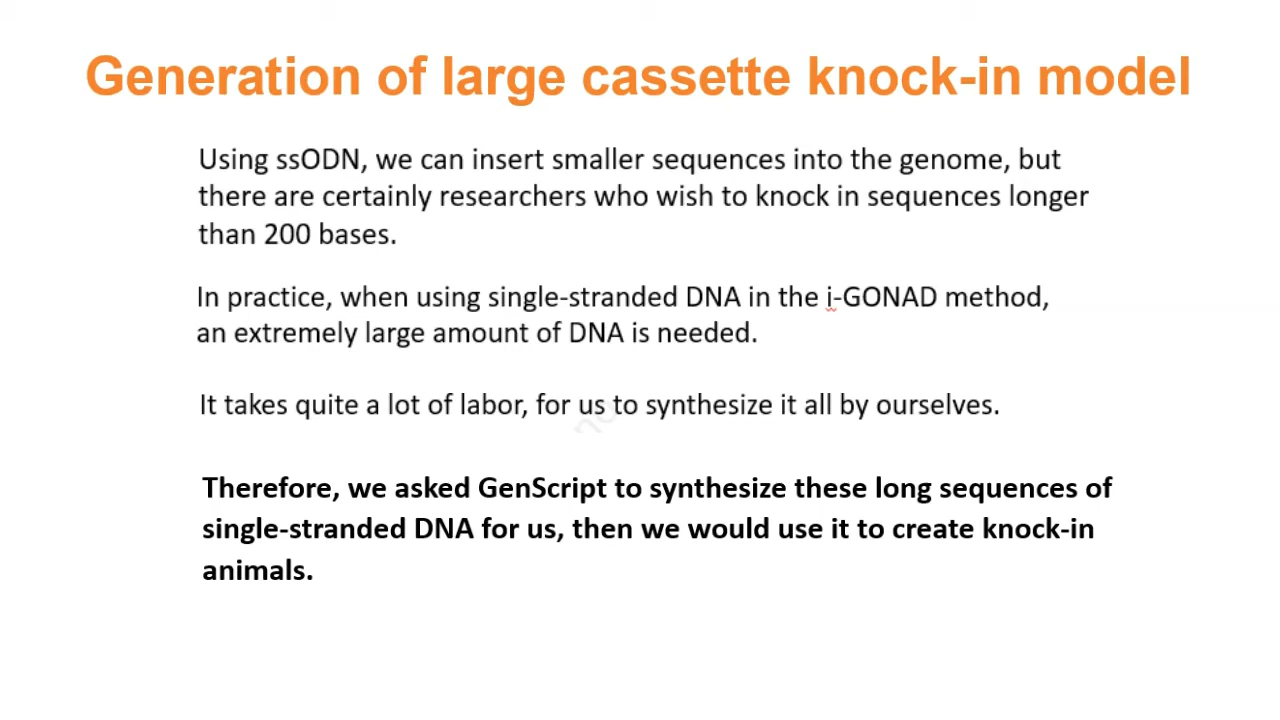 Generation of large cassette knock-in model
Using ssODN, we can insert smaller sequences into the genome, but
there are certainly researchers who wish to knock in sequences longer
than 200 bases.
In practice, when using single-stranded DNA in the i-GONAD method,
an extremely large amount of DNA is needed.
It takes quite a lot of labor, for us to synthesize it all by ourselves.
Therefore, we asked GenScript to synthesize these long sequences of
single-stranded DNA for us, then we would use it to create knock-in
animals.